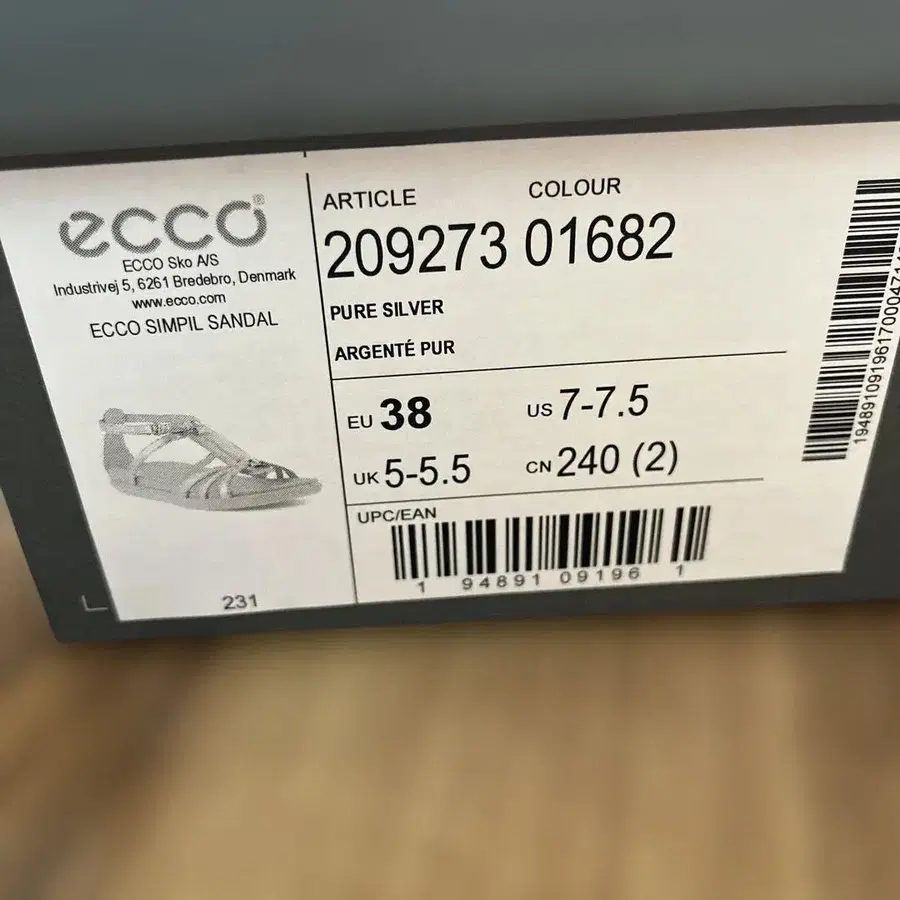 ecco®
ECCO Sko A/S
Industrivej 5, 6261 Bredebro, Denmark
www.ecco.com
ECCO SIMPIL SANDAL
231
ARTICLE COLOUR
209273 01682
PURE SILVER
ARGENTÉ PUR
EU 38 US 7-7.5
UK 5-5.5 CN 240 (2)
UPC/EAN
1 94891 09196 1